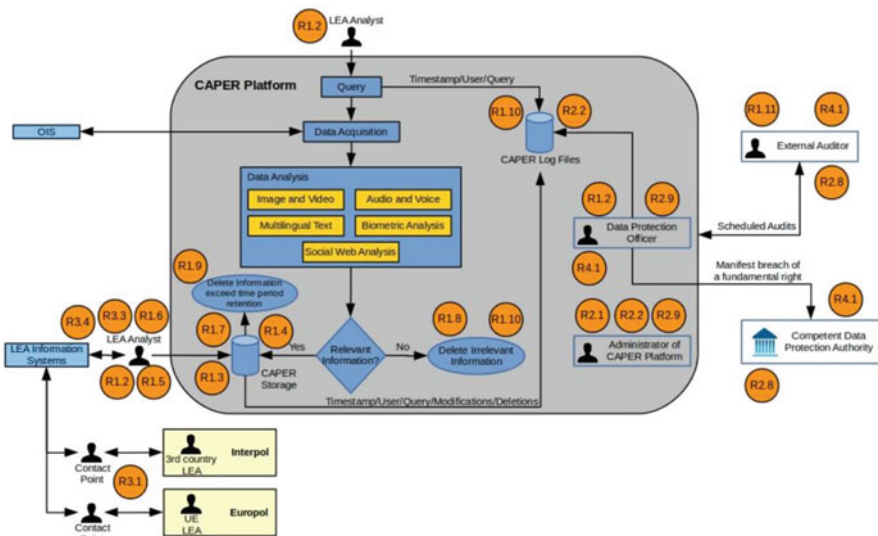 R1.2
LEA Analyst
CAPER Platform
Query
Timestamp/User/Query
R1.10
R2.2
CAPER Log Files
OIS
Data Acquisition
Data Analysis
Image and Video
Audio and Voice
Multilingual Text
Biometric Analysis
Social Web Analysis
R1.11
R4.1
External Auditor
R2.8
R1.2
R2.9
Data Protection
Officer
R4.1
Scheduled Audits
Manifest breach of
a fundamental right
R4.1
Competent Data
Protection Authority
R2.8
R2.1
R2.2
R2.9
Administrator of
CAPER Platform
R1.9
Delete Information
exceed time period
retention
R3.4
R3.3
R1.6
LEA Analyst
LEA Information
Systems
R1.2
R1.5
R1.7
R1.4
R1.3
CAPER
Storage
Yes
Relevant
Information?
No
R1.8
R1.10
Delete Irrelevant
Information
Timestamp/User/Query/Modifications/Deletions
Contact
Point
3rd country
LEA
Interpol
R3.1
Contact
UE
LEA
Europol